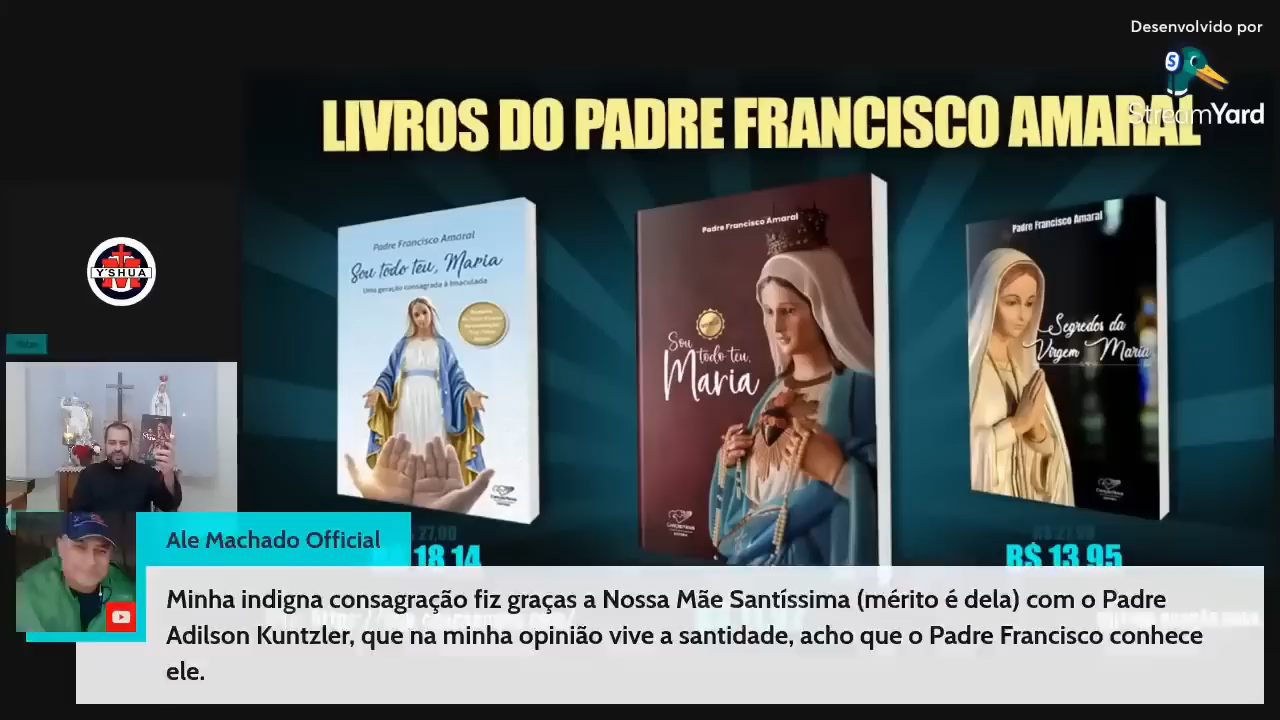 Desenvolvido por
StreamYard
LIVROS DO PADRE FRANCISCO AMARAL
Padre Francisco Amaral
Sou todo teu, Maria
Uma geração consagrada à Imaculada
Padre Francisco Amaral
Sou todo teu,
Maria
Padre Francisco Amaral
Segredos da
Virgem Maria
Y'SHUA
18,14
R$ 13,95
Ale Machado Official
Minha indigna consagração fiz graças a Nossa Mãe Santíssima (mérito é dela) com o Padre
Adilson Kuntzler, que na minha opinião vive a santidade, acho que o Padre Francisco conhece
ele.